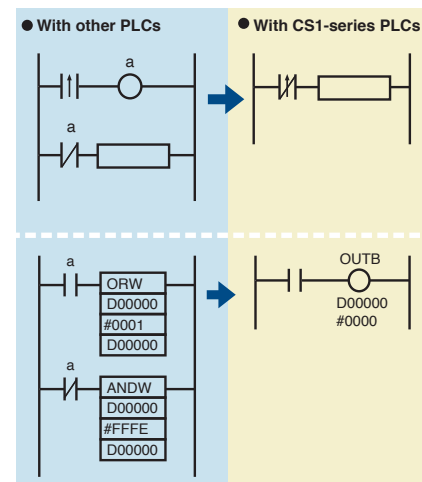 ● With other PLCs
● With CS1-series PLCs
a
a
a
ORW
D00000
#0001
D00000
a
ANDW
D00000
#FFFE
D00000
OUTB
D00000
#0000